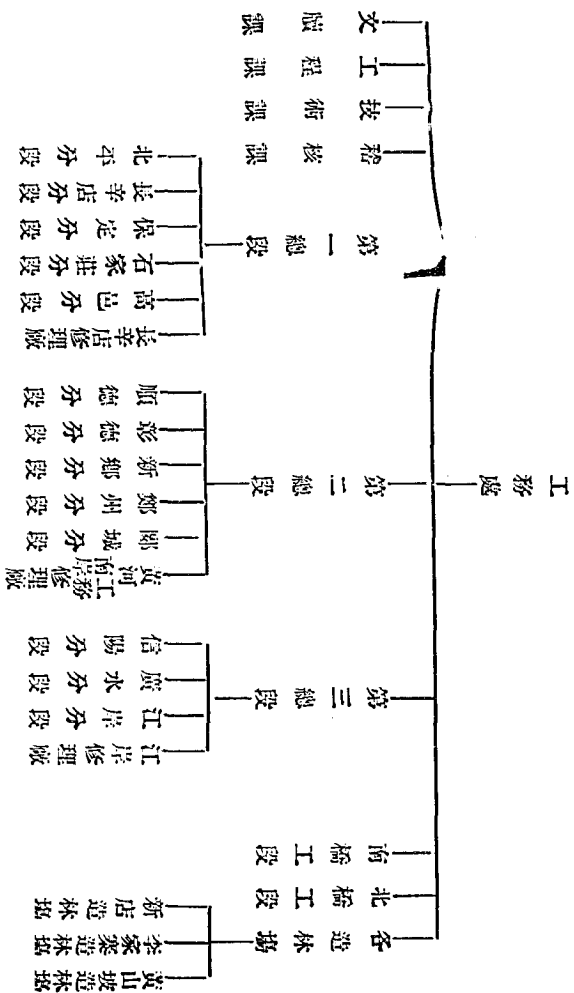 工務處
文牘課
工程課
技術課
稽核課
第一總段
北平分段
長辛店分段
保定分段
石家莊分段
高邑分段
長辛店修理廠
第二總段
順德分段
彰德分段
新鄉分段
鄭州分段
郾城分段
黃河南岸工務修理廠
第三總段
信陽分段
廣水分段
江岸分段
江岸修理廠
南橋工段
北橋工段
各造林塲
新店造林塲
李家寨造林塲
黃山坡造林塲